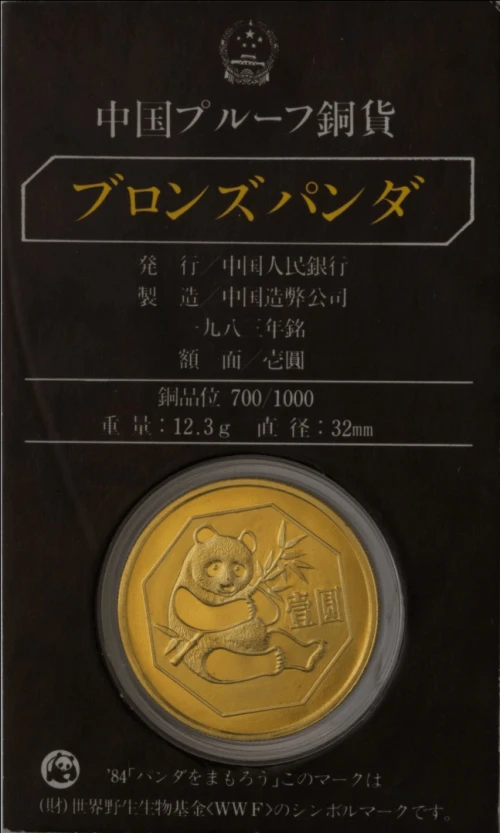 中国プルーフ銅貨
ブロンズパンダ
発 行／中国人民銀行
製 造／中国造幣公司
一九八三年銘
額 面／壱圓
銅品位 700/1000
重 量：12.3g 直 径：32mm
壹圓
'84「パンダをまもろう」このマークは
(財)世界野生生物基金〈WWF〉のシンボルマークです。